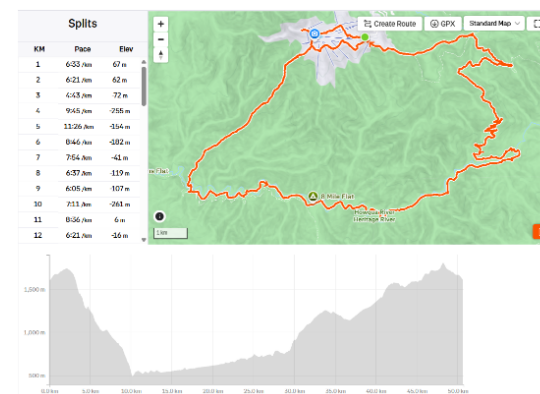 Splits
KM Pace Elev
1 6:33 /km 67 m
2 6:21 /km 62 m
3 4:43 /km -72 m
4 9:45 /km -255 m
5 11:26 /km -154 m
6 8:46 /km -182 m
7 7:54 /km -41 m
8 6:37 /km -119 m
9 6:05 /km -107 m
10 7:11 /km -261 m
11 8:36 /km 6 m
12 6:21 /km -16 m
Create Route
GPX
Standard Map
Flat
8 Mile Flat
Heritage River
1 km
1,500 m
1,000 m
500 m
0.0 km 5.0 km 10.0 km 15.0 km 20.0 km 25.0 km 30.0 km 35.0 km 40.0 km 45.0 km 50.0 km